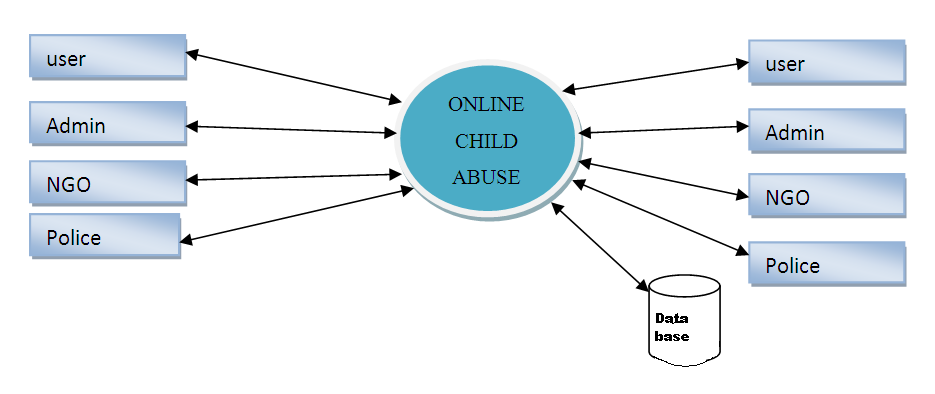 user
Admin
NGO
Police
ONLINE
CHILD
ABUSE
user
Admin
NGO
Police
Data
base